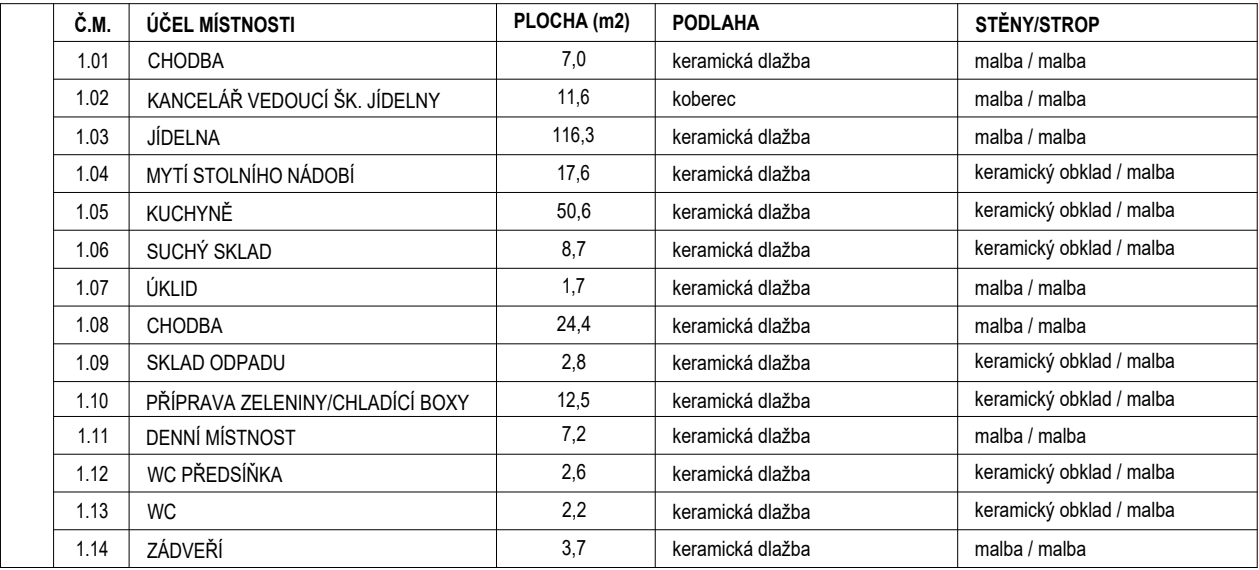 Č.M. ÚČEL MÍSTNOSTI PLOCHA (m2) PODLAHA STĚNY/STROP
1.01 CHODBA 7,0 keramická dlažba malba / malba
1.02 KANCELÁŘ VEDOUCÍ ŠK. JÍDELNY 11,6 koberec malba / malba
1.03 JÍDELNA 116,3 keramická dlažba malba / malba
1.04 MYTÍ STOLNÍHO NÁDOBÍ 17,6 keramická dlažba keramický obklad / malba
1.05 KUCHYNĚ 50,6 keramická dlažba keramický obklad / malba
1.06 SUCHÝ SKLAD 8,7 keramická dlažba keramický obklad / malba
1.07 ÚKLID 1,7 keramická dlažba malba / malba
1.08 CHODBA 24,4 keramická dlažba malba / malba
1.09 SKLAD ODPADU 2,8 keramická dlažba keramický obklad / malba
1.10 PŘÍPRAVA ZELENINY/CHLADÍCÍ BOXY 12,5 keramická dlažba keramický obklad / malba
1.11 DENNÍ MÍSTNOST 7,2 keramická dlažba malba / malba
1.12 WC PŘEDSÍŇKA 2,6 keramická dlažba keramický obklad / malba
1.13 WC 2,2 keramická dlažba keramický obklad / malba
1.14 ZÁDVEŘÍ 3,7 keramická dlažba malba / malba